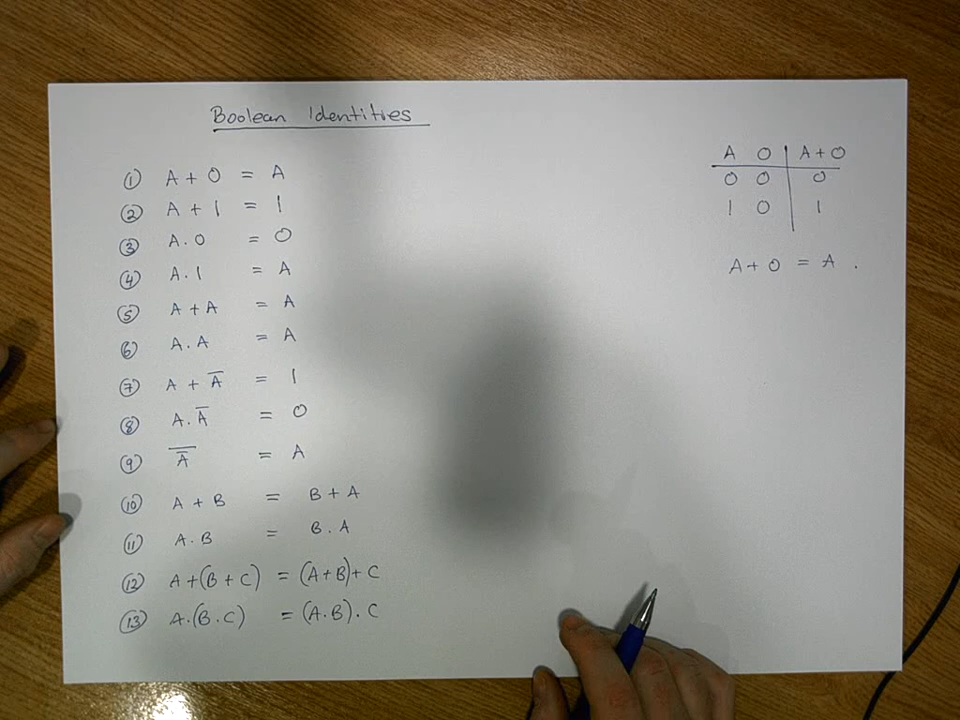 Boolean Identities
① A + 0 = A
② A + 1 = 1
③ A . 0 = 0
④ A . 1 = A
⑤ A + A = A
⑥ A . A = A
⑦ A + A̅ = 1
⑧ A . A̅ = 0
⑨ A̿ = A
⑩ A + B = B + A
⑪ A . B = B . A
⑫ A + (B + C) = (A + B) + C
⑬ A . (B . C) = (A . B) . C
A 0 | A + 0
0 0 | 0
1 0 | 1
A + 0 = A .